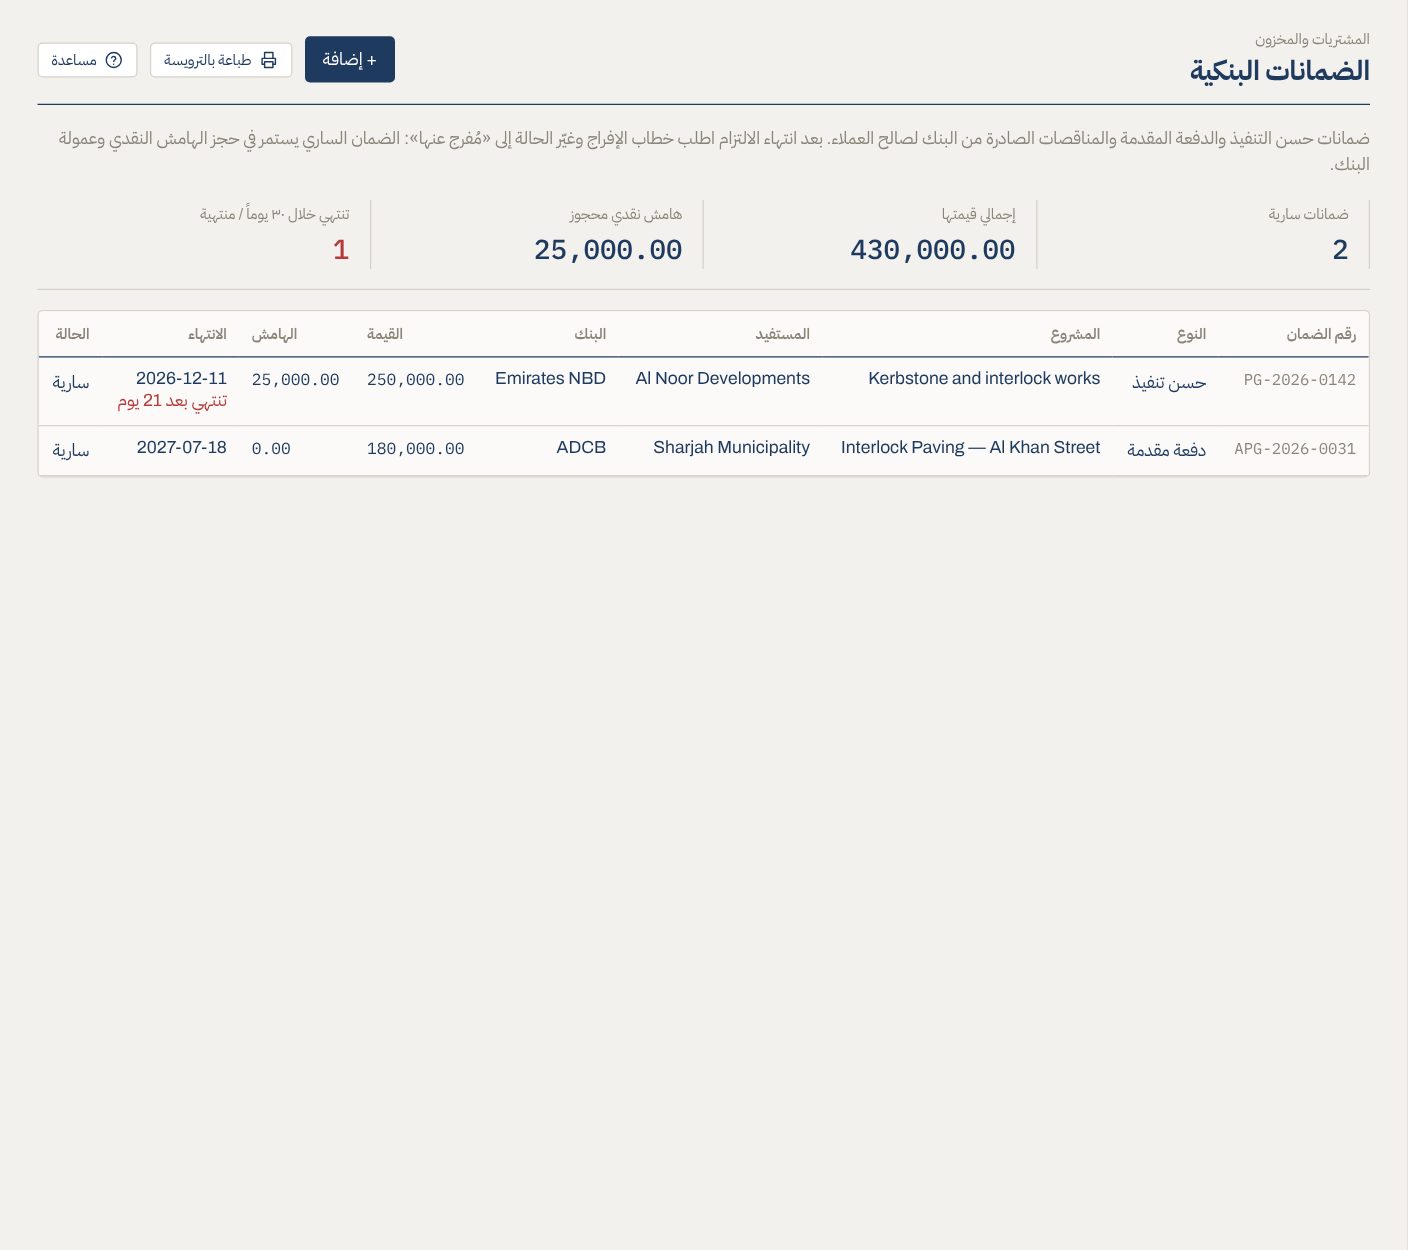 المشتريات والمخزون
الضمانات البنكية
+ إضافة
طباعة بالترويسة
مساعدة
ضمانات حسن التنفيذ والدفعة المقدمة والمناقصات الصادرة من البنك لصالح العملاء. بعد انتهاء الالتزام اطلب خطاب الإفراج وغيّر الحالة إلى «مُفرج عنها»: الضمان الساري يستمر في حجز الهامش النقدي وعمولة
البنك.
ضمانات سارية
2
إجمالي قيمتها
430,000.00
هامش نقدي محجوز
25,000.00
تنتهي خلال ٣٠ يوماً / منتهية
1
رقم الضمان النوع المشروع المستفيد البنك القيمة الهامش الانتهاء الحالة
PG-2026-0142 حسن تنفيذ Kerbstone and interlock works Al Noor Developments Emirates NBD 250,000.00 25,000.00 2026-12-11 سارية
تنتهي بعد 21 يوم
APG-2026-0031 دفعة مقدمة Interlock Paving — Al Khan Street Sharjah Municipality ADCB 180,000.00 0.00 2027-07-18 سارية